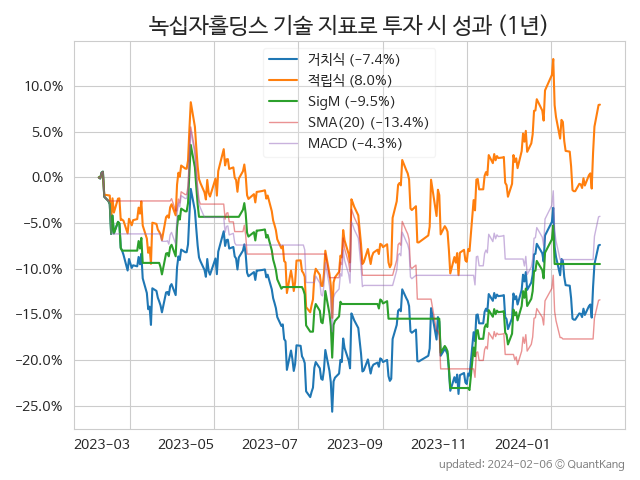 녹십자홀딩스 기술 지표로 투자 시 성과 (1년)
거치식 (−7.4%)
적립식 (8.0%)
SigM (−9.5%)
SMA(20) (−13.4%)
MACD (−4.3%)
10.0%
5.0%
0.0%
−5.0%
−10.0%
−15.0%
−20.0%
−25.0%
2023-03 2023-05 2023-07 2023-09 2023-11 2024-01
updated: 2024-02-06 ⓒ QuantKang